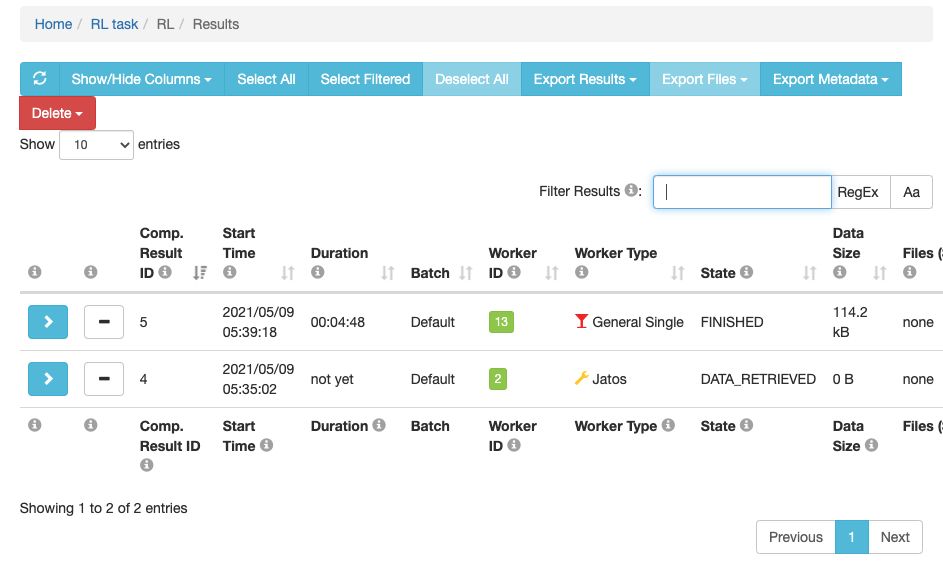 Home / RL task / RL / Results
Show/Hide Columns Select All Select Filtered Deselect All Export Results Export Files Export Metadata
Delete
Show 10 entries
Filter Results : RegEx Aa
Comp. Result ID Start Time Duration Batch Worker ID Worker Type State Data Size Files (
5 2021/05/09 05:39:18 00:04:48 Default 13 General Single FINISHED 114.2 kB none
4 2021/05/09 05:35:02 not yet Default 2 Jatos DATA_RETRIEVED 0 B none
Comp. Result ID Start Time Duration Batch Worker ID Worker Type State Data Size Files (
Showing 1 to 2 of 2 entries
Previous 1 Next